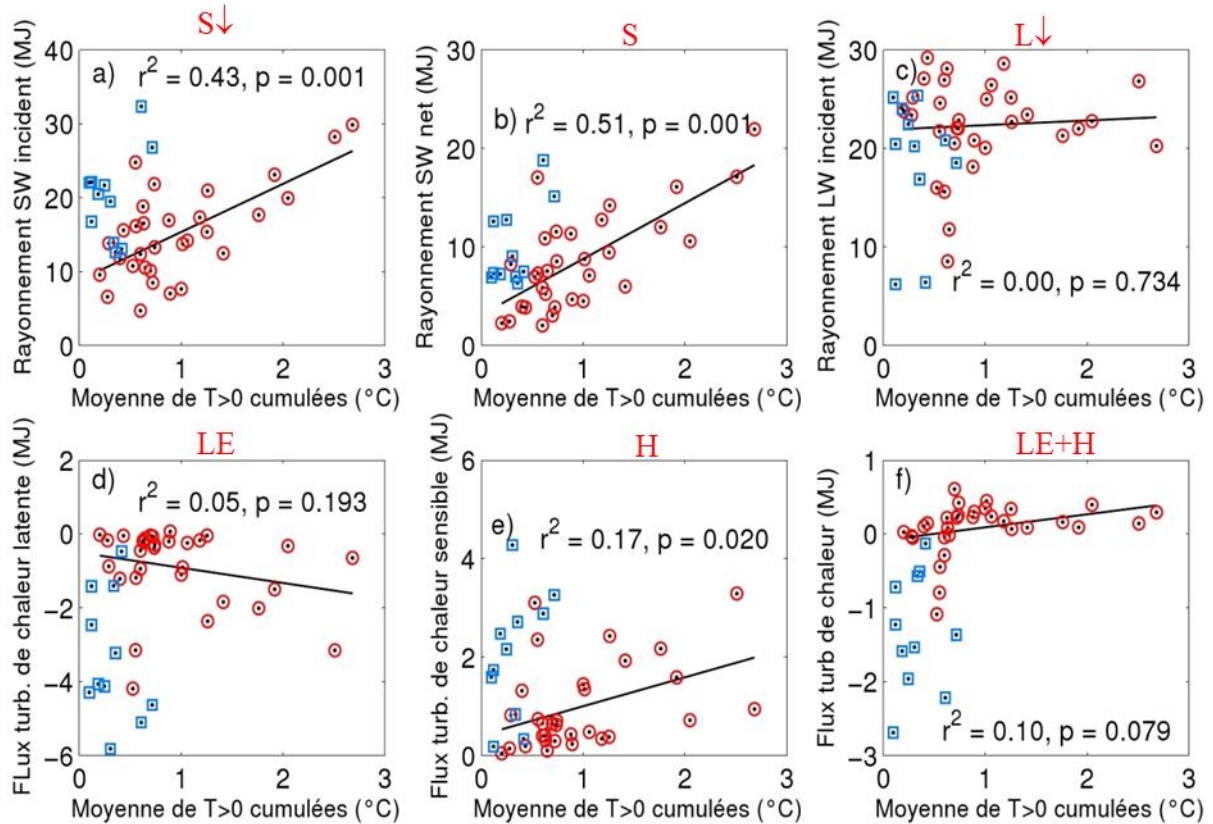 S↓
Rayonnement SW incident (MJ)
40
30
20
10
0
a)
r² = 0.43, p = 0.001
0 1 2 3
Moyenne de T>0 cumulées (°C)
S
Rayonnement SW net (MJ)
30
20
10
0
b)
r² = 0.51, p = 0.001
0 1 2 3
Moyenne de T>0 cumulées (°C)
L↓
Rayonnement LW incident (MJ)
30
20
10
0
c)
r² = 0.00, p = 0.734
0 1 2 3
Moyenne de T>0 cumulées (°C)
LE
FLux turb. de chaleur latente (MJ)
2
0
−2
−4
−6
d)
r² = 0.05, p = 0.193
0 1 2 3
Moyenne de T>0 cumulées (°C)
H
Flux turb. de chaleur sensible (MJ)
6
4
2
0
e)
r² = 0.17, p = 0.020
0 1 2 3
Moyenne de T>0 cumulées (°C)
LE+H
Flux turb de chaleur (MJ)
1
0
−1
−2
−3
f)
r² = 0.10, p = 0.079
0 1 2 3
Moyenne de T>0 cumulées (°C)